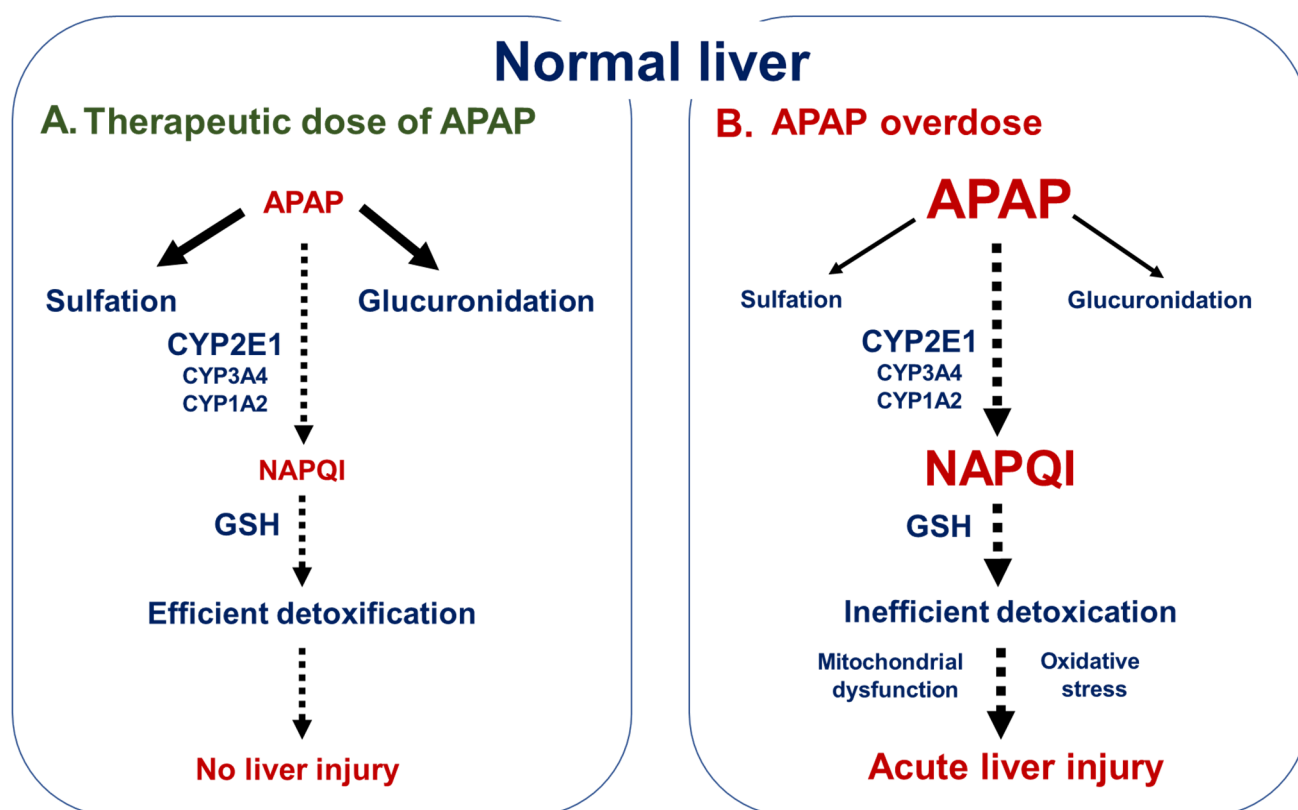 Normal liver
A. Therapeutic dose of APAP
APAP
Sulfation
Glucuronidation
CYP2E1
CYP3A4
CYP1A2
NAPQI
GSH
Efficient detoxification
No liver injury
B. APAP overdose
APAP
Sulfation
Glucuronidation
CYP2E1
CYP3A4
CYP1A2
NAPQI
GSH
Inefficient detoxication
Mitochondrial
dysfunction
Oxidative
stress
Acute liver injury